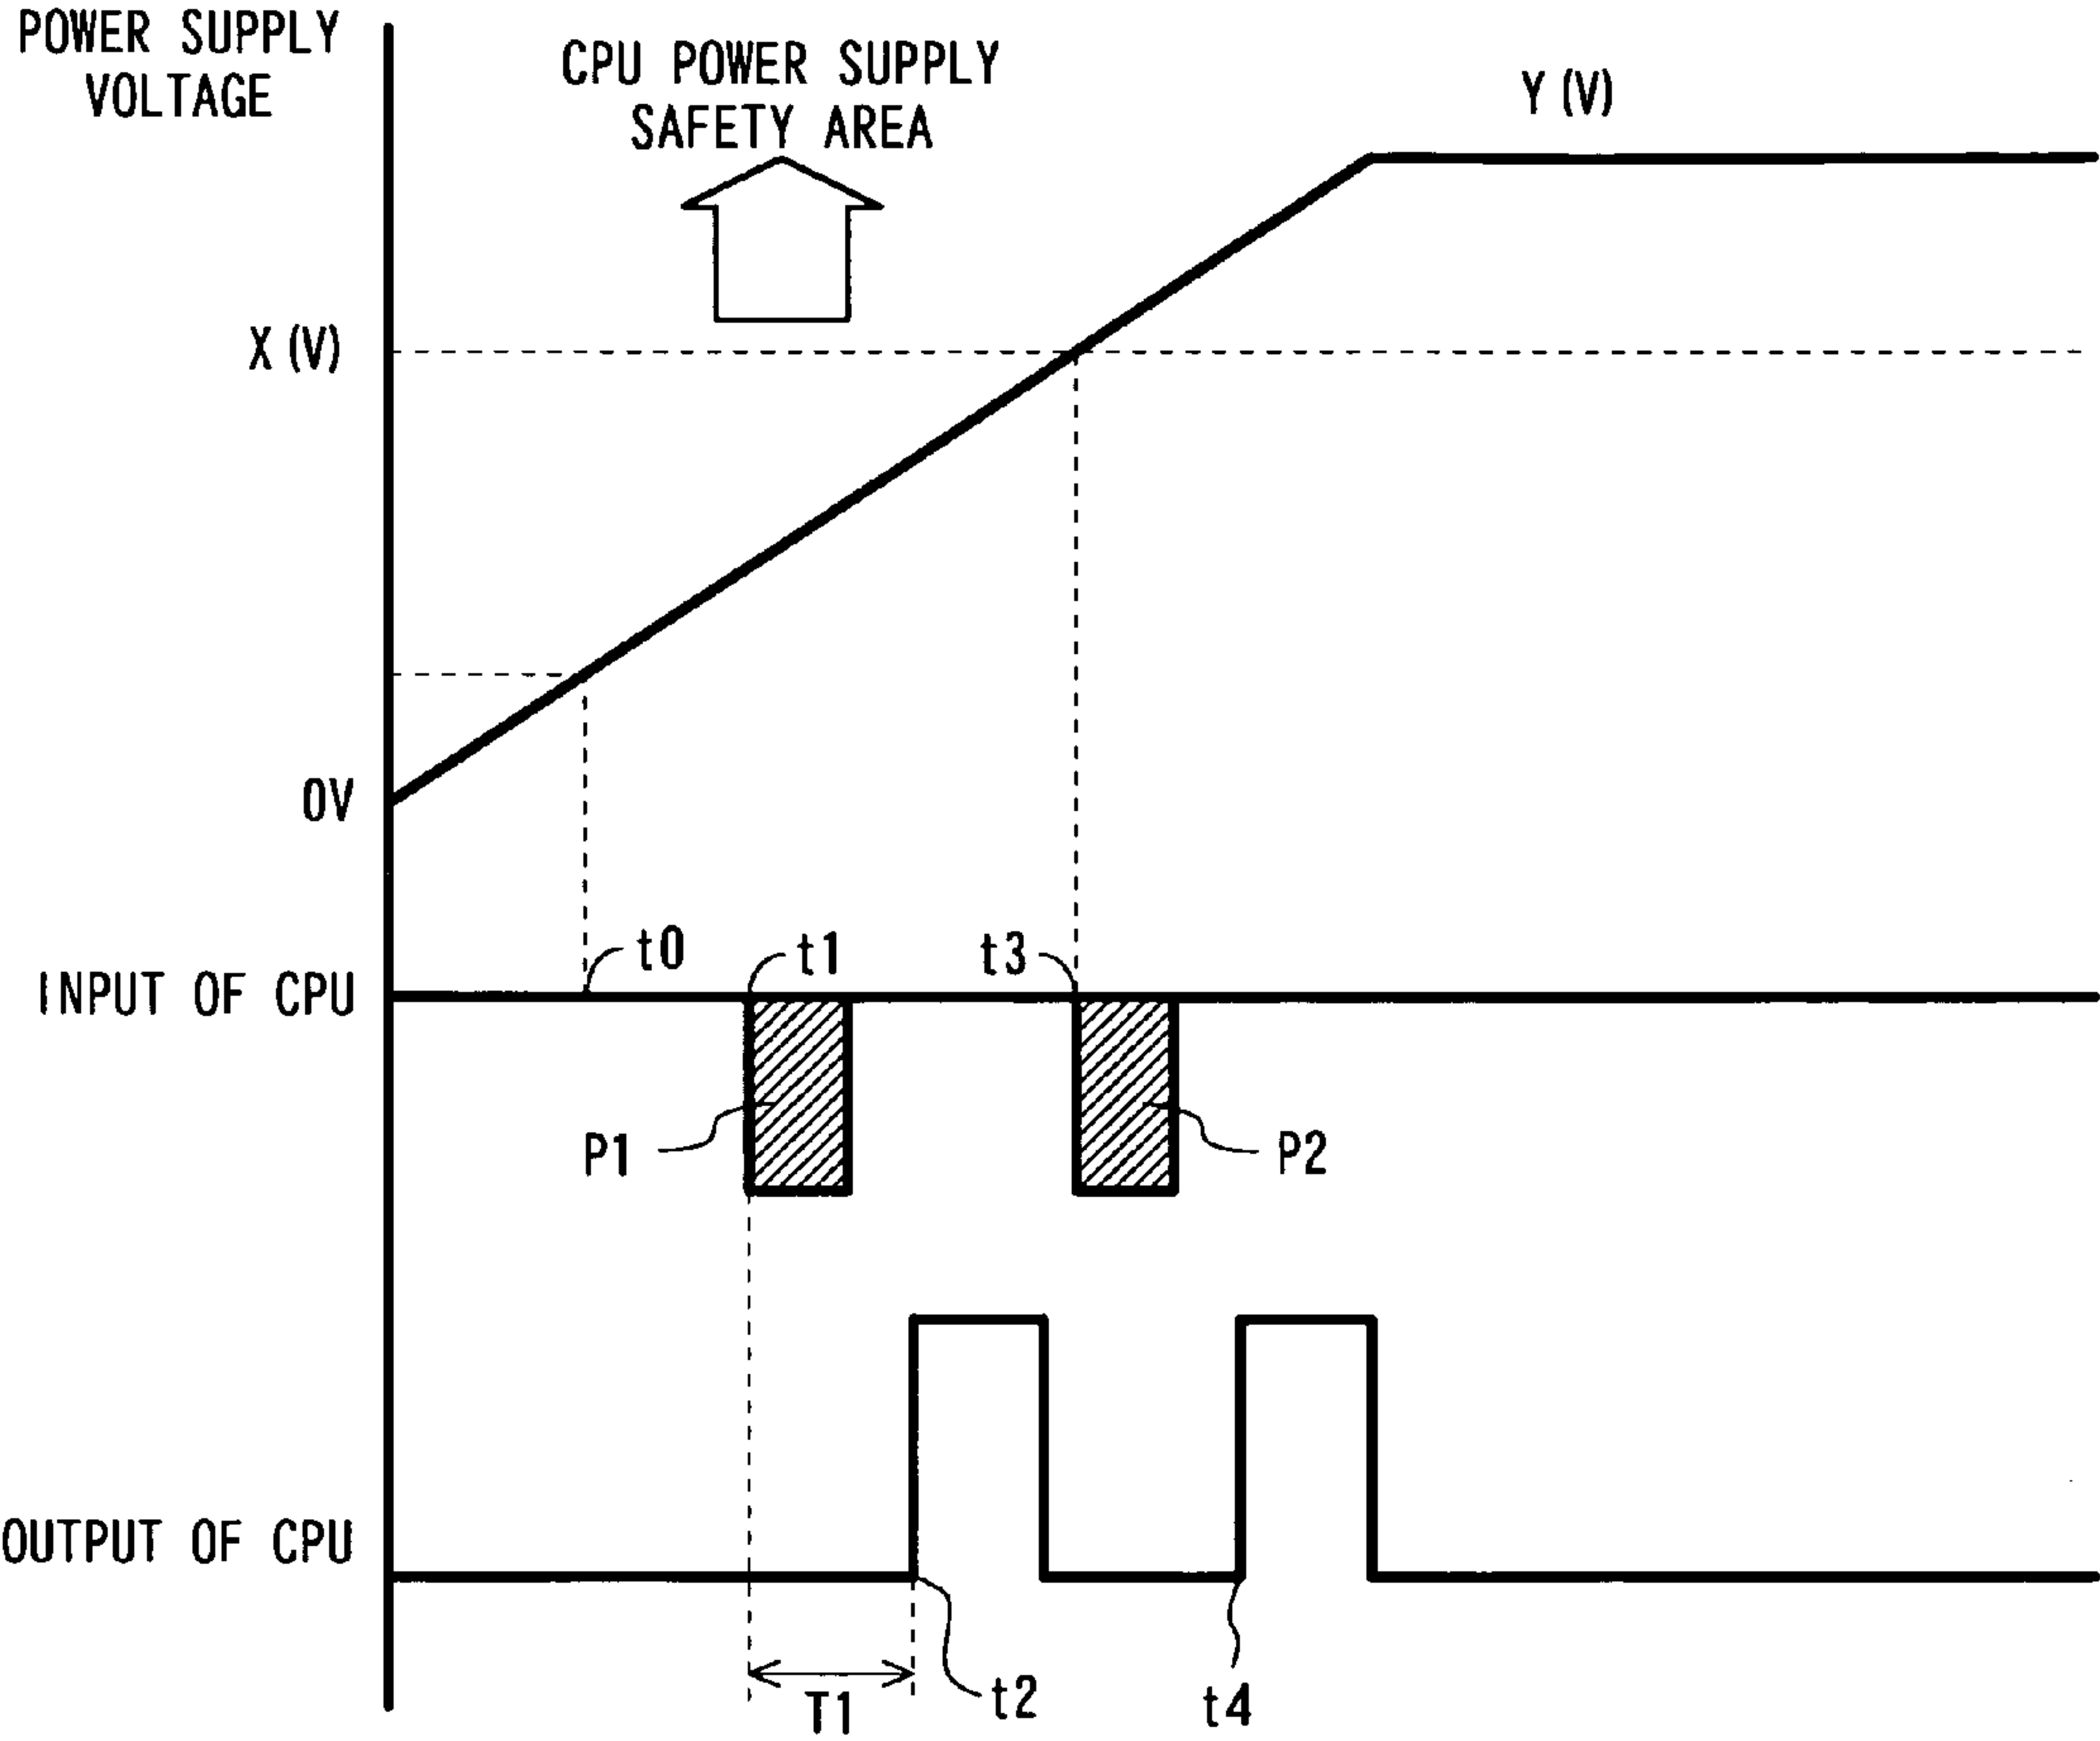 POWER SUPPLY
VOLTAGE
CPU POWER SUPPLY
SAFETY AREA
Y (V)
X (V)
0V
t0
t1
t3
INPUT OF CPU
P1
P2
OUTPUT OF CPU
T1
t2
t4